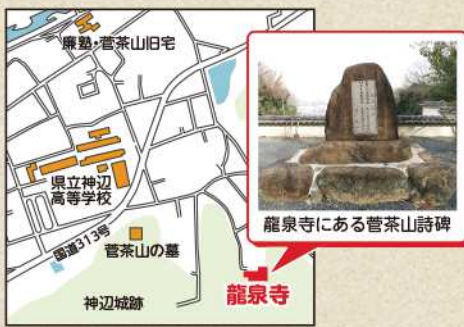 廉塾・菅茶山旧宅
県立神辺
高等学校
国道313号
菅茶山の墓
神辺城跡
龍泉寺
龍泉寺にある菅茶山詩碑